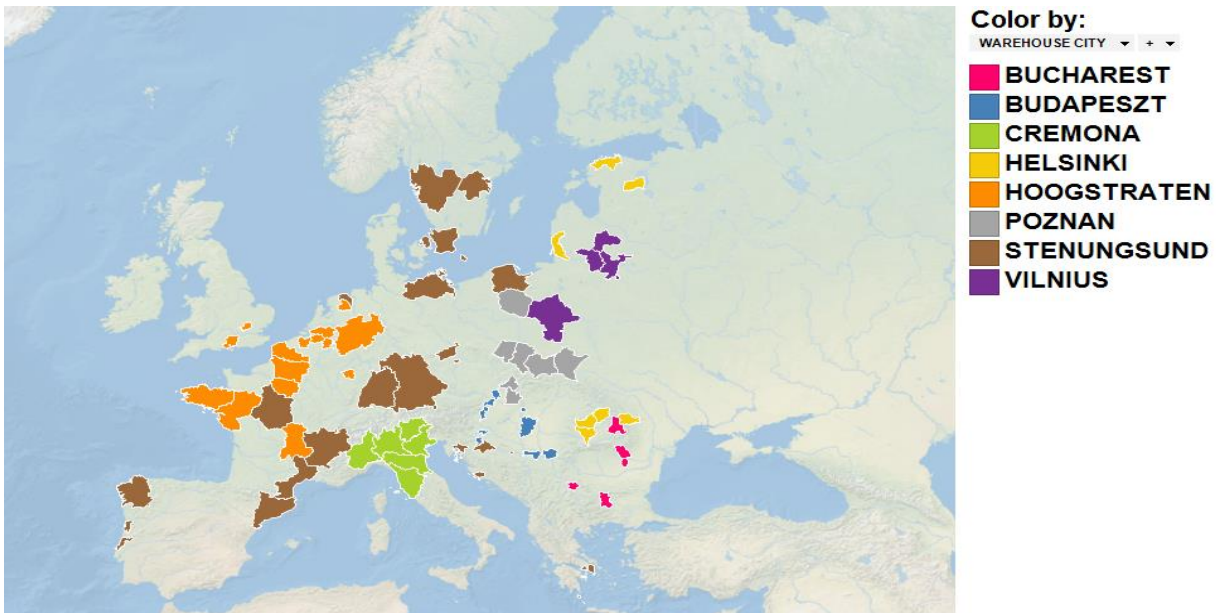 Color by:
WAREHOUSE CITY +
BUCHAREST
BUDAPESZT
CREMONA
HELSINKI
HOOGSTRATEN
POZNAN
STENUNGSUND
VILNIUS